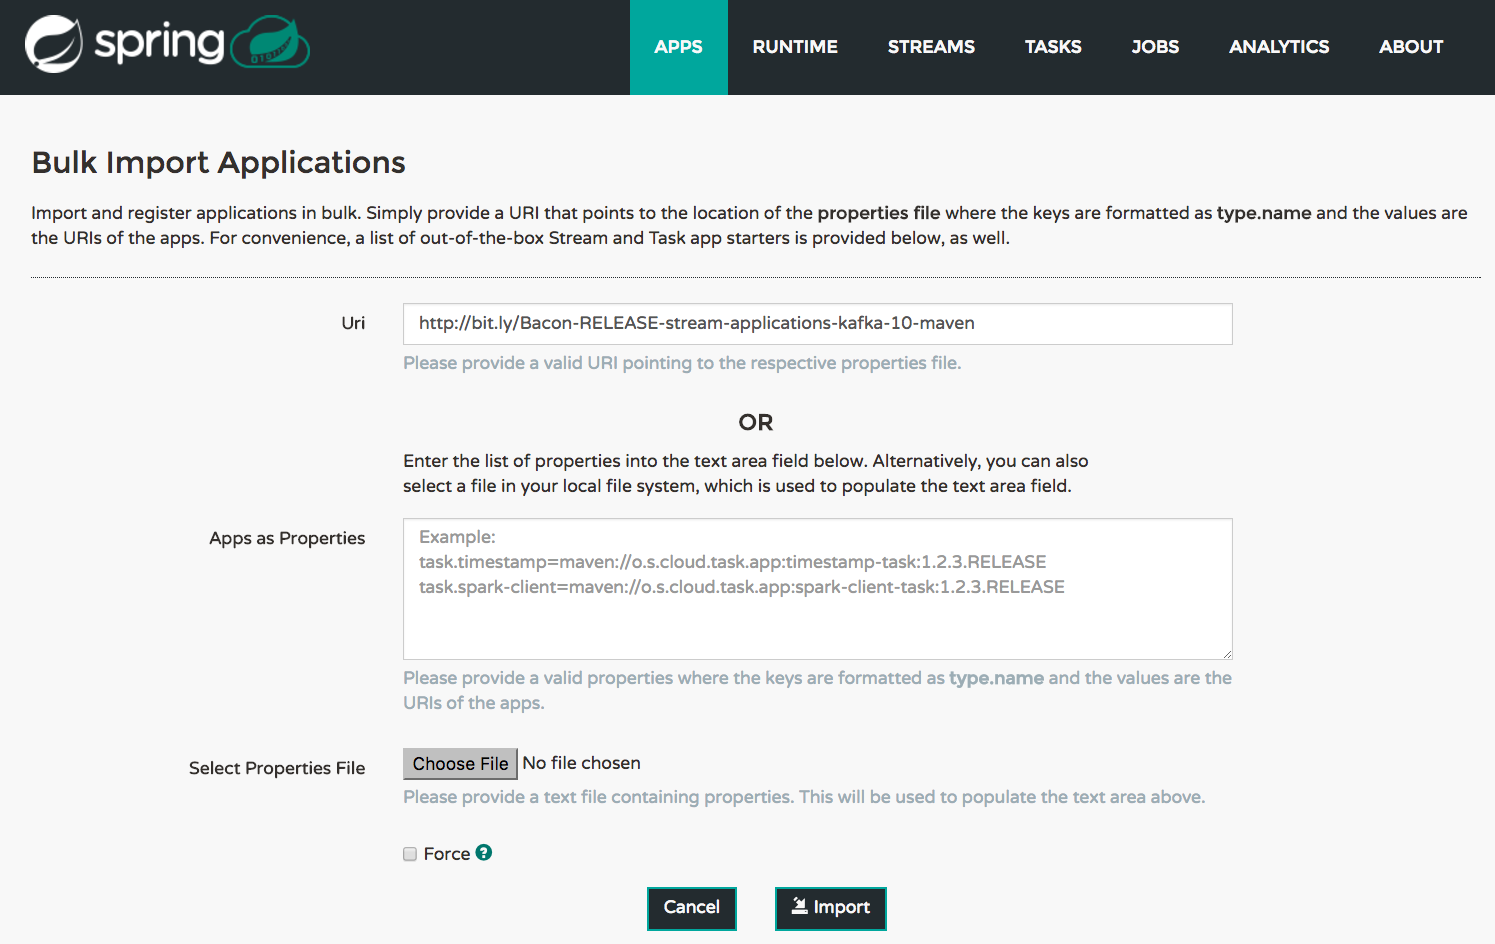 spring
APPS RUNTIME STREAMS TASKS JOBS ANALYTICS ABOUT
Bulk Import Applications
Import and register applications in bulk. Simply provide a URI that points to the location of the properties file where the keys are formatted as type.name and the values are
the URIs of the apps. For convenience, a list of out-of-the-box Stream and Task app starters is provided below, as well.
Uri
http://bit.ly/Bacon-RELEASE-stream-applications-kafka-10-maven
Please provide a valid URI pointing to the respective properties file.
OR
Enter the list of properties into the text area field below. Alternatively, you can also
select a file in your local file system, which is used to populate the text area field.
Apps as Properties
Example:
task.timestamp=maven://o.s.cloud.task.app:timestamp-task:1.2.3.RELEASE
task.spark-client=maven://o.s.cloud.task.app:spark-client-task:1.2.3.RELEASE
Please provide a valid properties where the keys are formatted as type.name and the values are the
URIs of the apps.
Select Properties File
Choose File No file chosen
Please provide a text file containing properties. This will be used to populate the text area above.
Force ?
Cancel Import